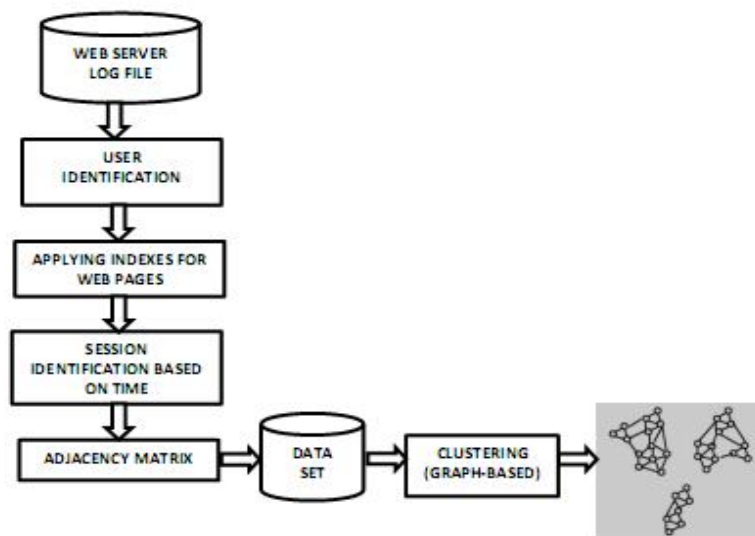 WEB SERVER
LOG FILE
USER
IDENTIFICATION
APPLYING INDEXES FOR
WEB PAGES
SESSION
IDENTIFICATION BASED
ON TIME
ADJACENCY MATRIX
DATA
SET
CLUSTERING
(GRAPH-BASED)